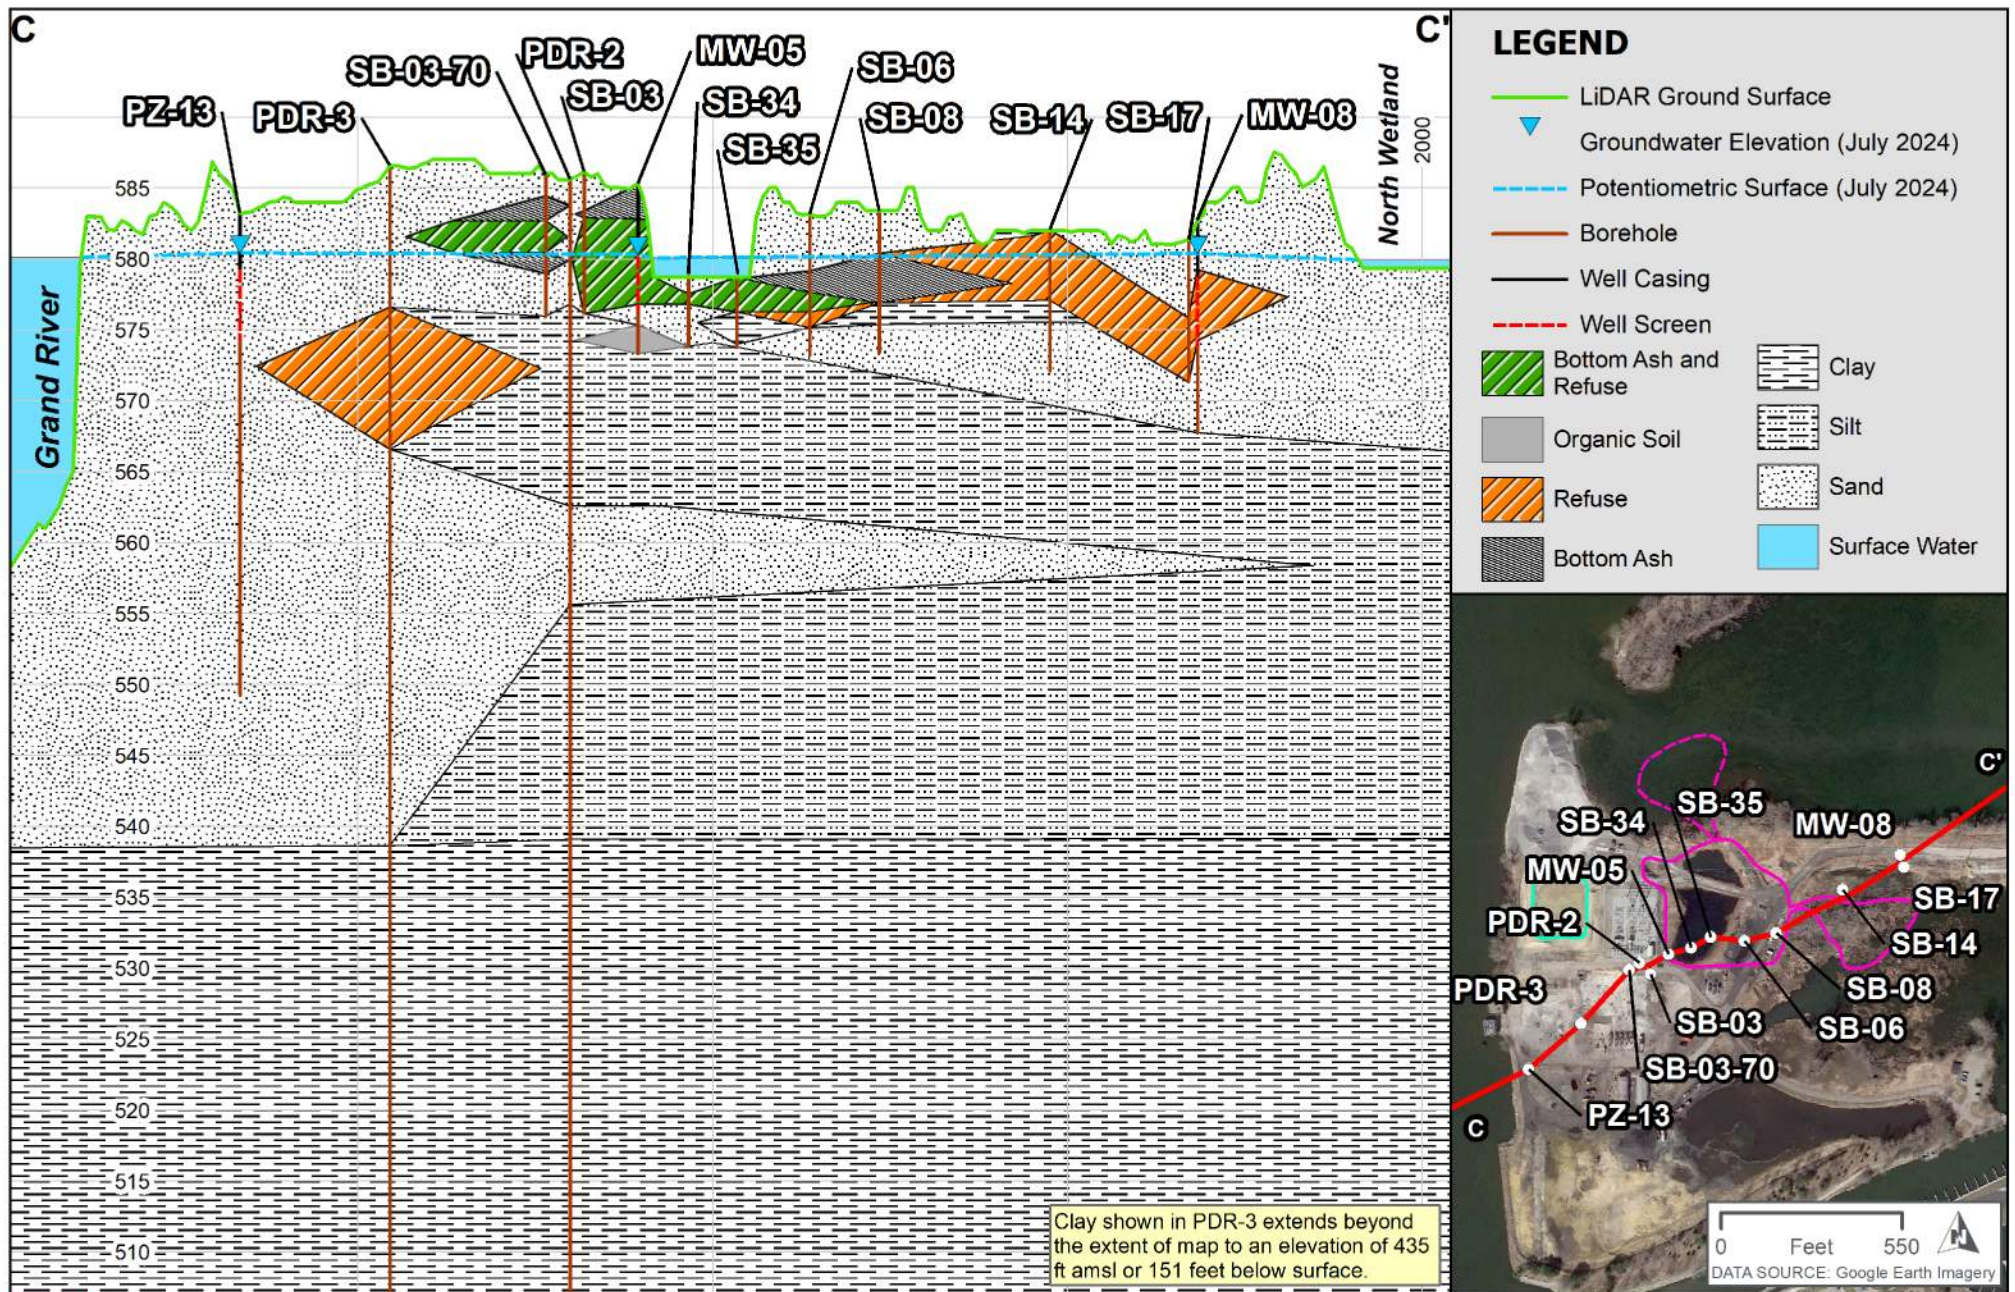 C
C'
PZ-13
PDR-3
SB-03-70
PDR-2
SB-03
MW-05
SB-34
SB-35
SB-06
SB-08
SB-14
SB-17
MW-08
North Wetland
2000
Grand River
585
580
575
570
565
560
555
550
545
540
535
530
525
520
515
510
Clay shown in PDR-3 extends beyond
the extent of map to an elevation of 435
ft amsl or 151 feet below surface.
LEGEND
LiDAR Ground Surface
Groundwater Elevation (July 2024)
Potentiometric Surface (July 2024)
Borehole
Well Casing
Well Screen
Bottom Ash and
Refuse
Organic Soil
Refuse
Bottom Ash
Clay
Silt
Sand
Surface Water
C'
SB-35
SB-34
MW-08
MW-05
SB-17
PDR-2
SB-14
PDR-3
SB-08
SB-03
SB-06
SB-03-70
PZ-13
C
0 Feet 550
N
DATA SOURCE: Google Earth Imagery